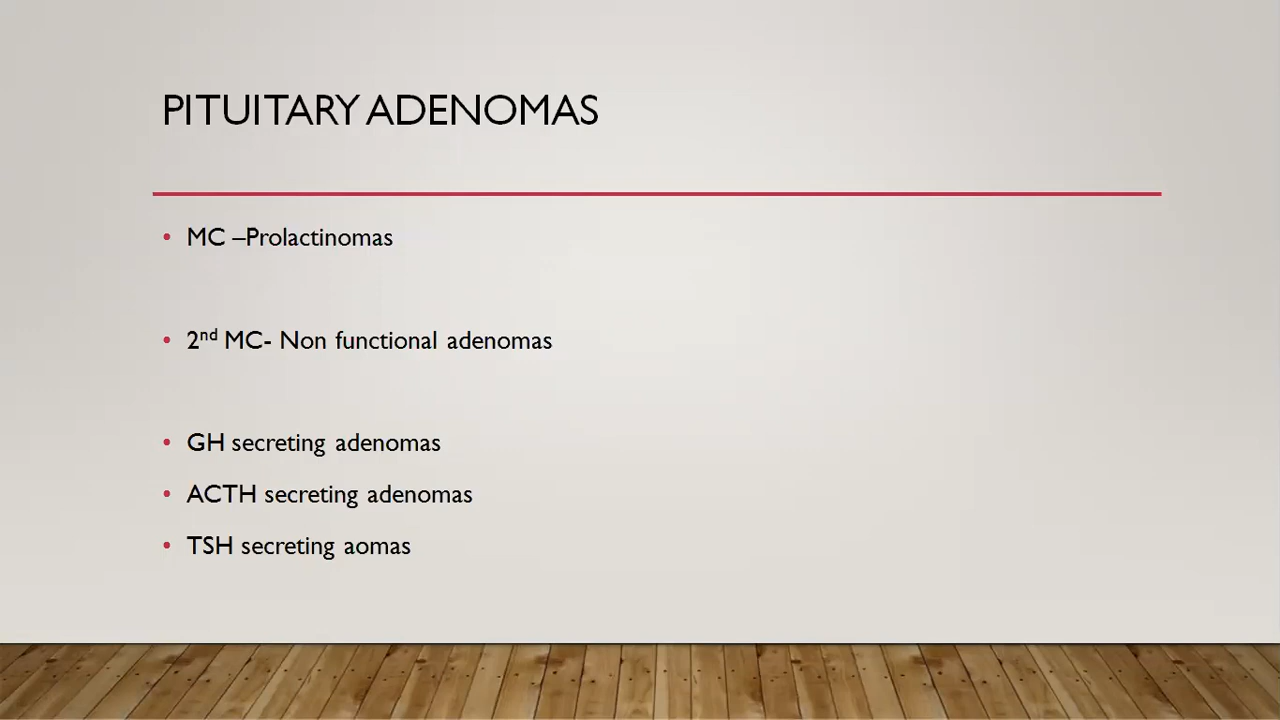 PITUITARY ADENOMAS
• MC –Prolactinomas
• 2nd MC- Non functional adenomas
• GH secreting adenomas
• ACTH secreting adenomas
• TSH secreting aomas